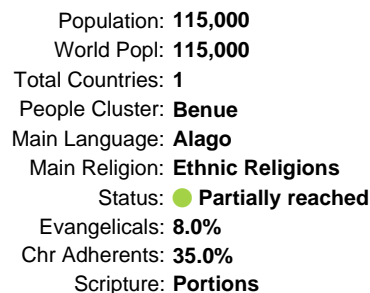 Population: 115,000
World Popl: 115,000
Total Countries: 1
People Cluster: Benue
Main Language: Alago
Main Religion: Ethnic Religions
Status: Partially reached
Evangelicals: 8.0%
Chr Adherents: 35.0%
Scripture: Portions